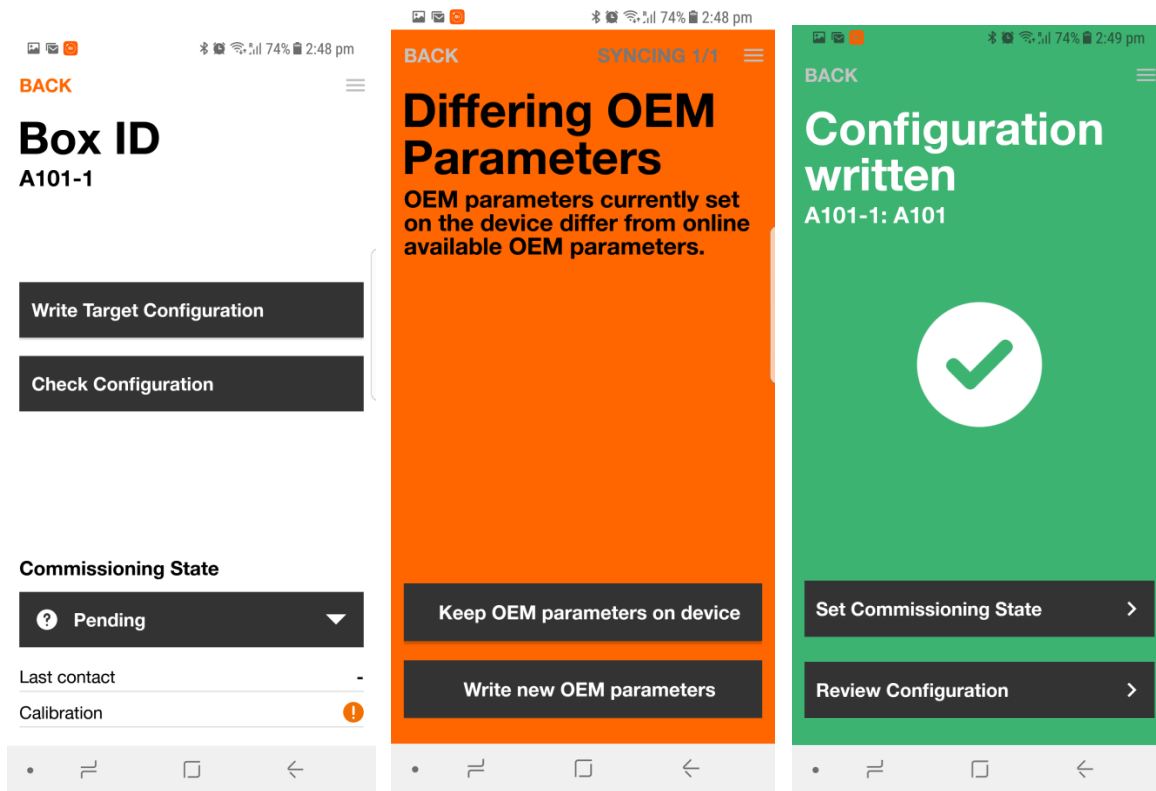 74% 2:48 pm
BACK
Box ID
A101-1
Write Target Configuration
Check Configuration
Commissioning State
Pending
Last contact -
Calibration
74% 2:48 pm
BACK SYNCING 1/1
Differing OEM
Parameters
OEM parameters currently set
on the device differ from online
available OEM parameters.
Keep OEM parameters on device
Write new OEM parameters
74% 2:49 pm
BACK
Configuration
written
A101-1: A101
Set Commissioning State
Review Configuration